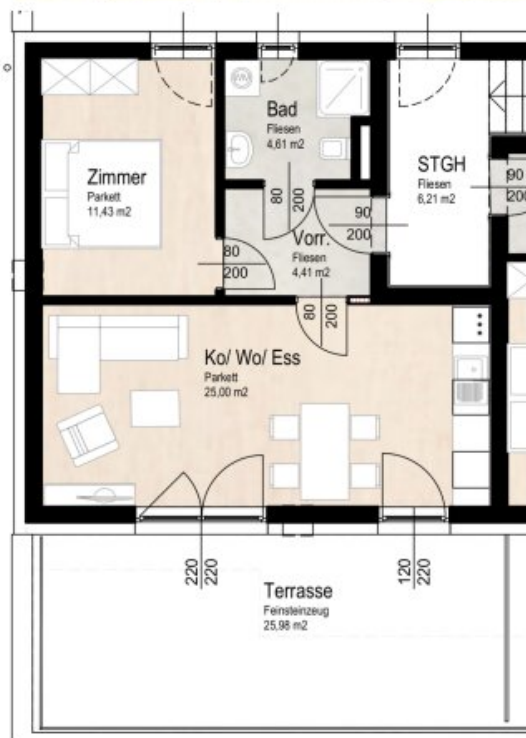 Bad
Fliesen
4,61 m2
Zimmer
Parkett
11,43 m2
STGH
Fliesen
6,21 m2
90
200
80
200
90
200
Vorr.
Fliesen
4,41 m2
80
200
80
200
Ko/ Wo/ Ess
Parkett
25,00 m2
220
220
120
220
Terrasse
Feinsteinzeug
25,98 m2